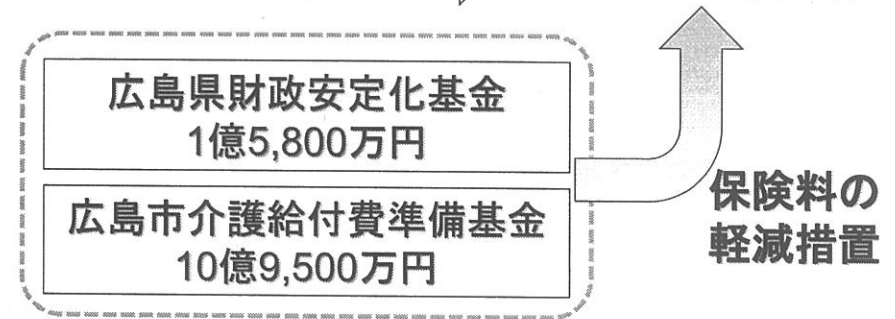 広島県財政安定化基金
1億5,800万円
広島市介護給付費準備基金
10億9,500万円
保険料の
軽減措置